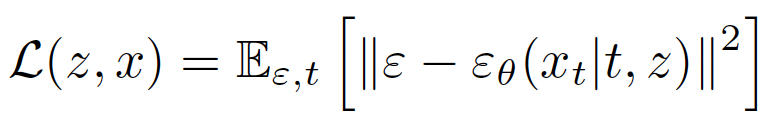 ℒ(z, x) = 𝔼_{ε,t} [‖ε − ε_θ(x_t|t, z)‖²]